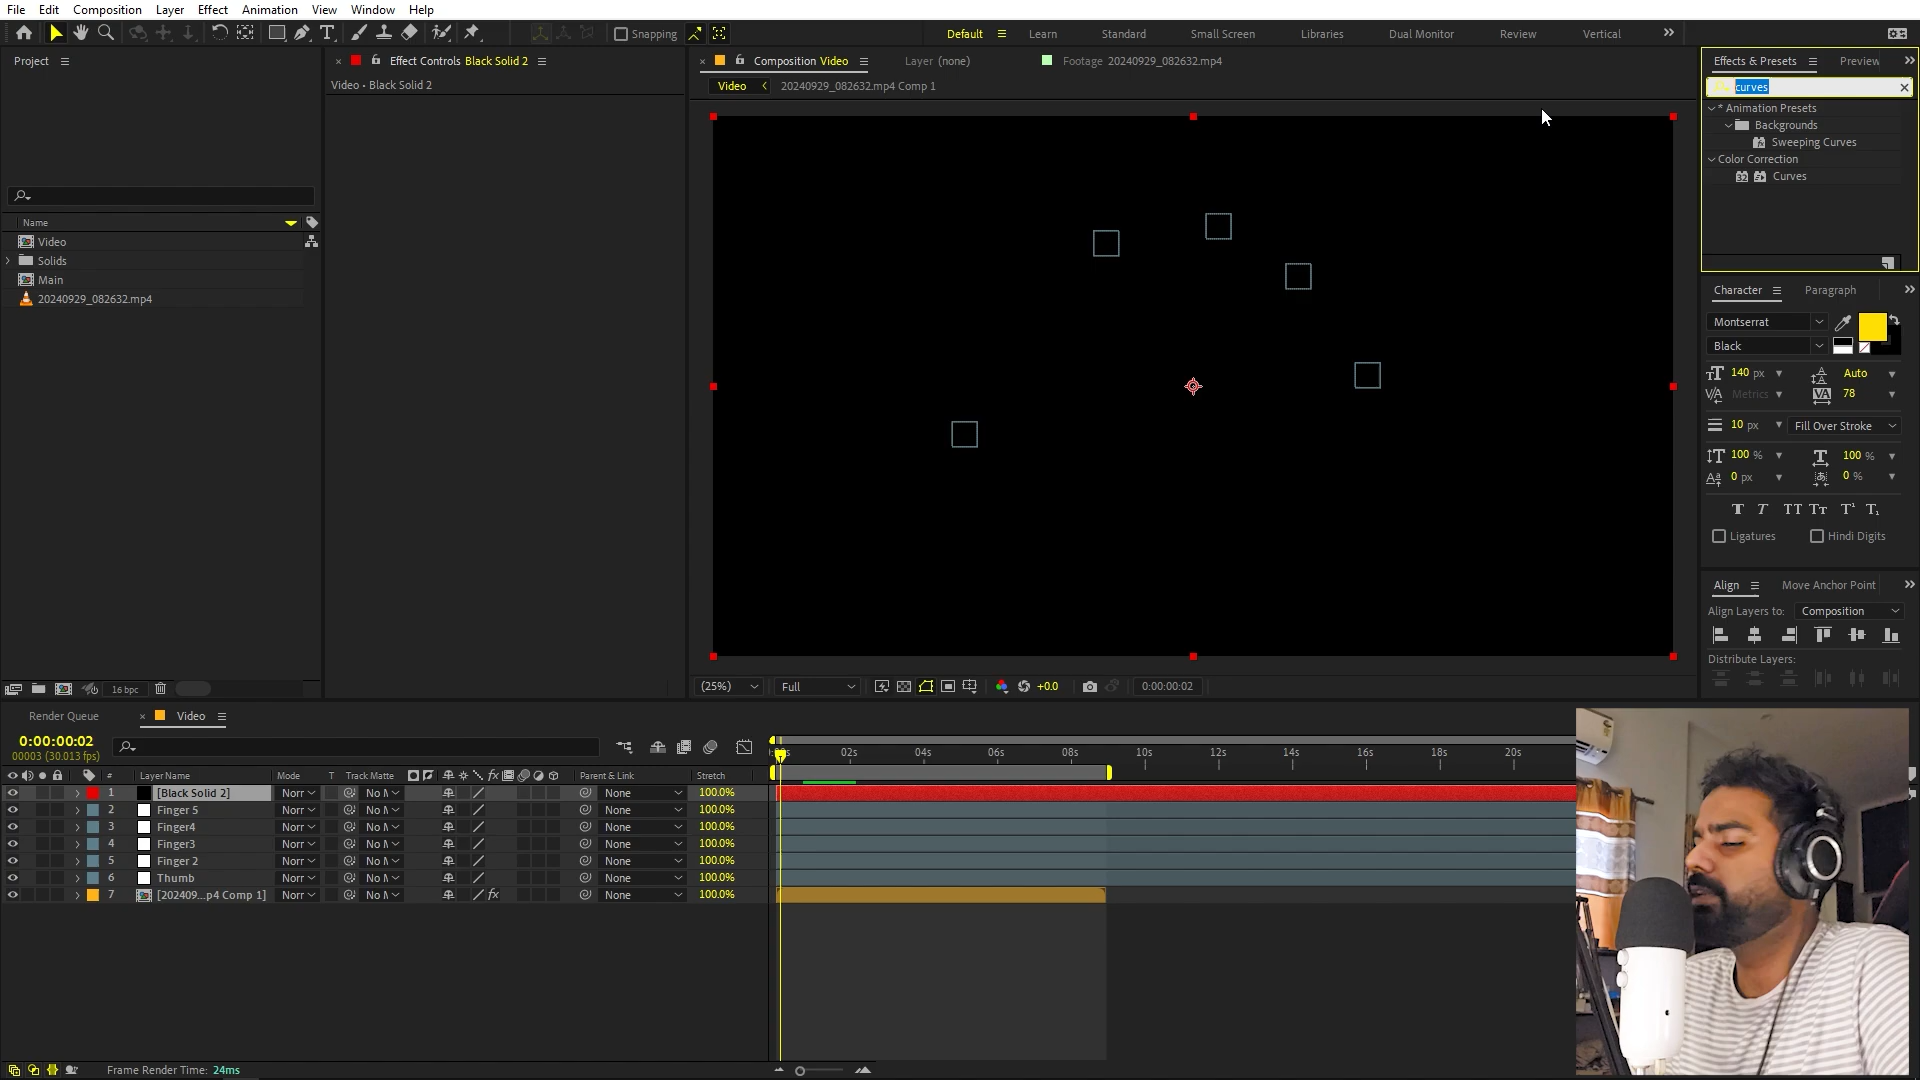 File Edit Composition Layer Effect Animation View Window Help
Snapping
Default Learn Standard Small Screen Libraries Dual Monitor Review Vertical
Project
Effect Controls Black Solid 2
Video • Black Solid 2
Composition Video
Layer (none)
Footage 20240929_082632.mp4
Video 20240929_082632.mp4 Comp 1
Effects & Presets Preview
curves
* Animation Presets
Backgrounds
Sweeping Curves
Color Correction
Curves
Name
Video
Solids
Main
20240929_082632.mp4
16 bpc
(25%) Full +0.0 0:00:00:02
Character Paragraph
Montserrat
Black
140 px Auto
Metrics 78
10 px Fill Over Stroke
100 % 100 %
0 px 0 %
Ligatures Hindi Digits
Align Move Anchor Point
Align Layers to: Composition
Distribute Layers:
Render Queue Video
0:00:00:02
00003 (30.013 fps)
02s 04s 06s 08s 10s 12s 14s 16s 18s 20s
# Layer Name Mode T Track Matte Parent & Link Stretch
1 [Black Solid 2] Norr No M None 100.0%
2 Finger 5 Norr No M None 100.0%
3 Finger4 Norr No M None 100.0%
4 Finger3 Norr No M None 100.0%
5 Finger 2 Norr No M None 100.0%
6 Thumb Norr No M None 100.0%
7 [202409...p4 Comp 1] Norr No M None 100.0%
Frame Render Time: 24ms